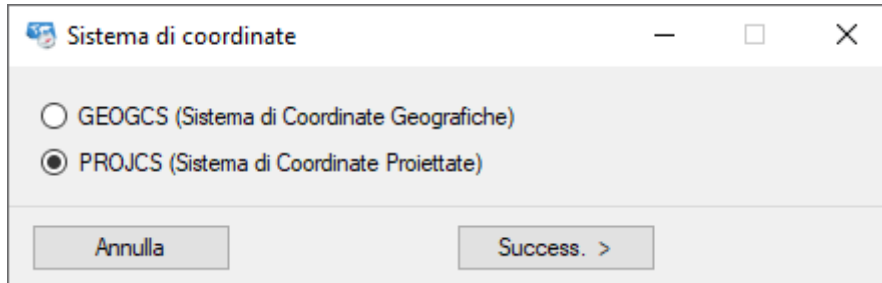 Sistema di coordinate
GEOGCS (Sistema di Coordinate Geografiche)
PROJCS (Sistema di Coordinate Proiettate)
Annulla
Success. >